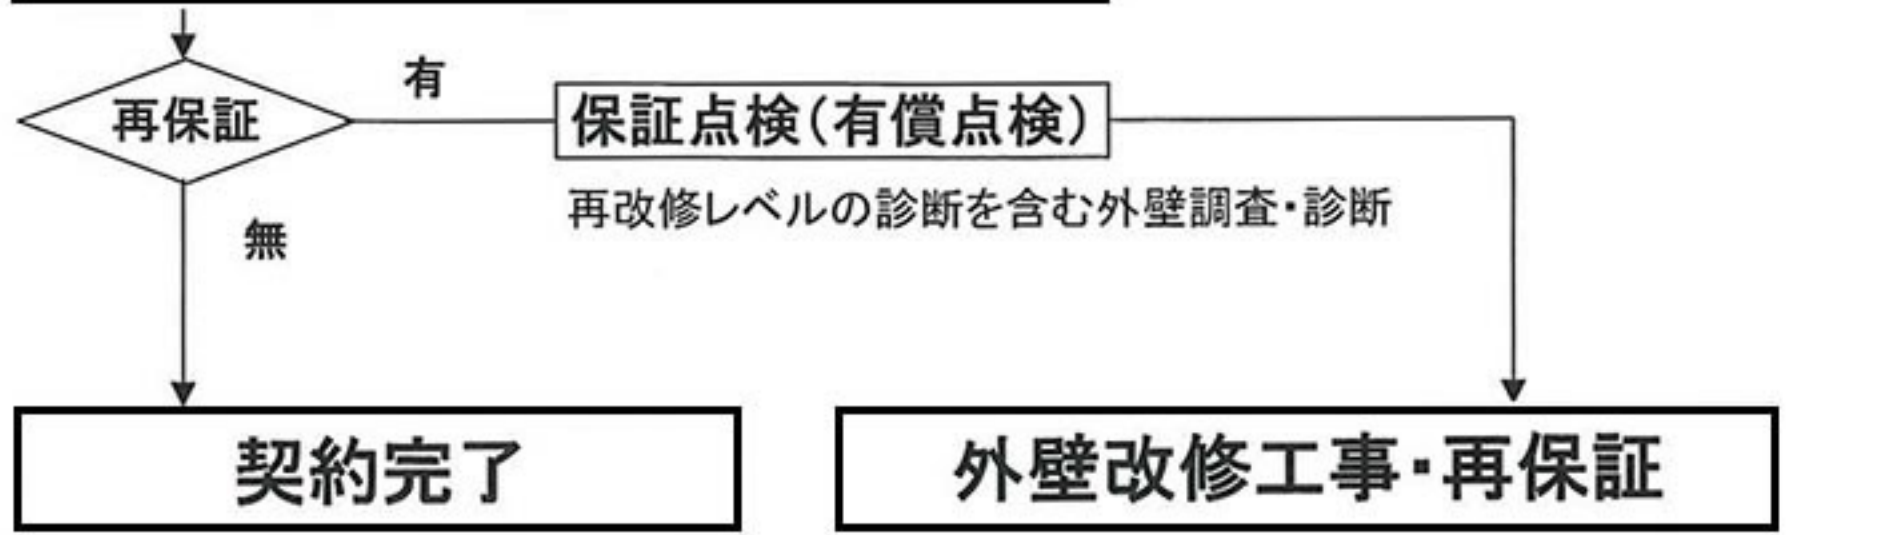 有
再保証
保証点検(有償点検)
再改修レベルの診断を含む外壁調査・診断
無
契約完了
外壁改修工事・再保証